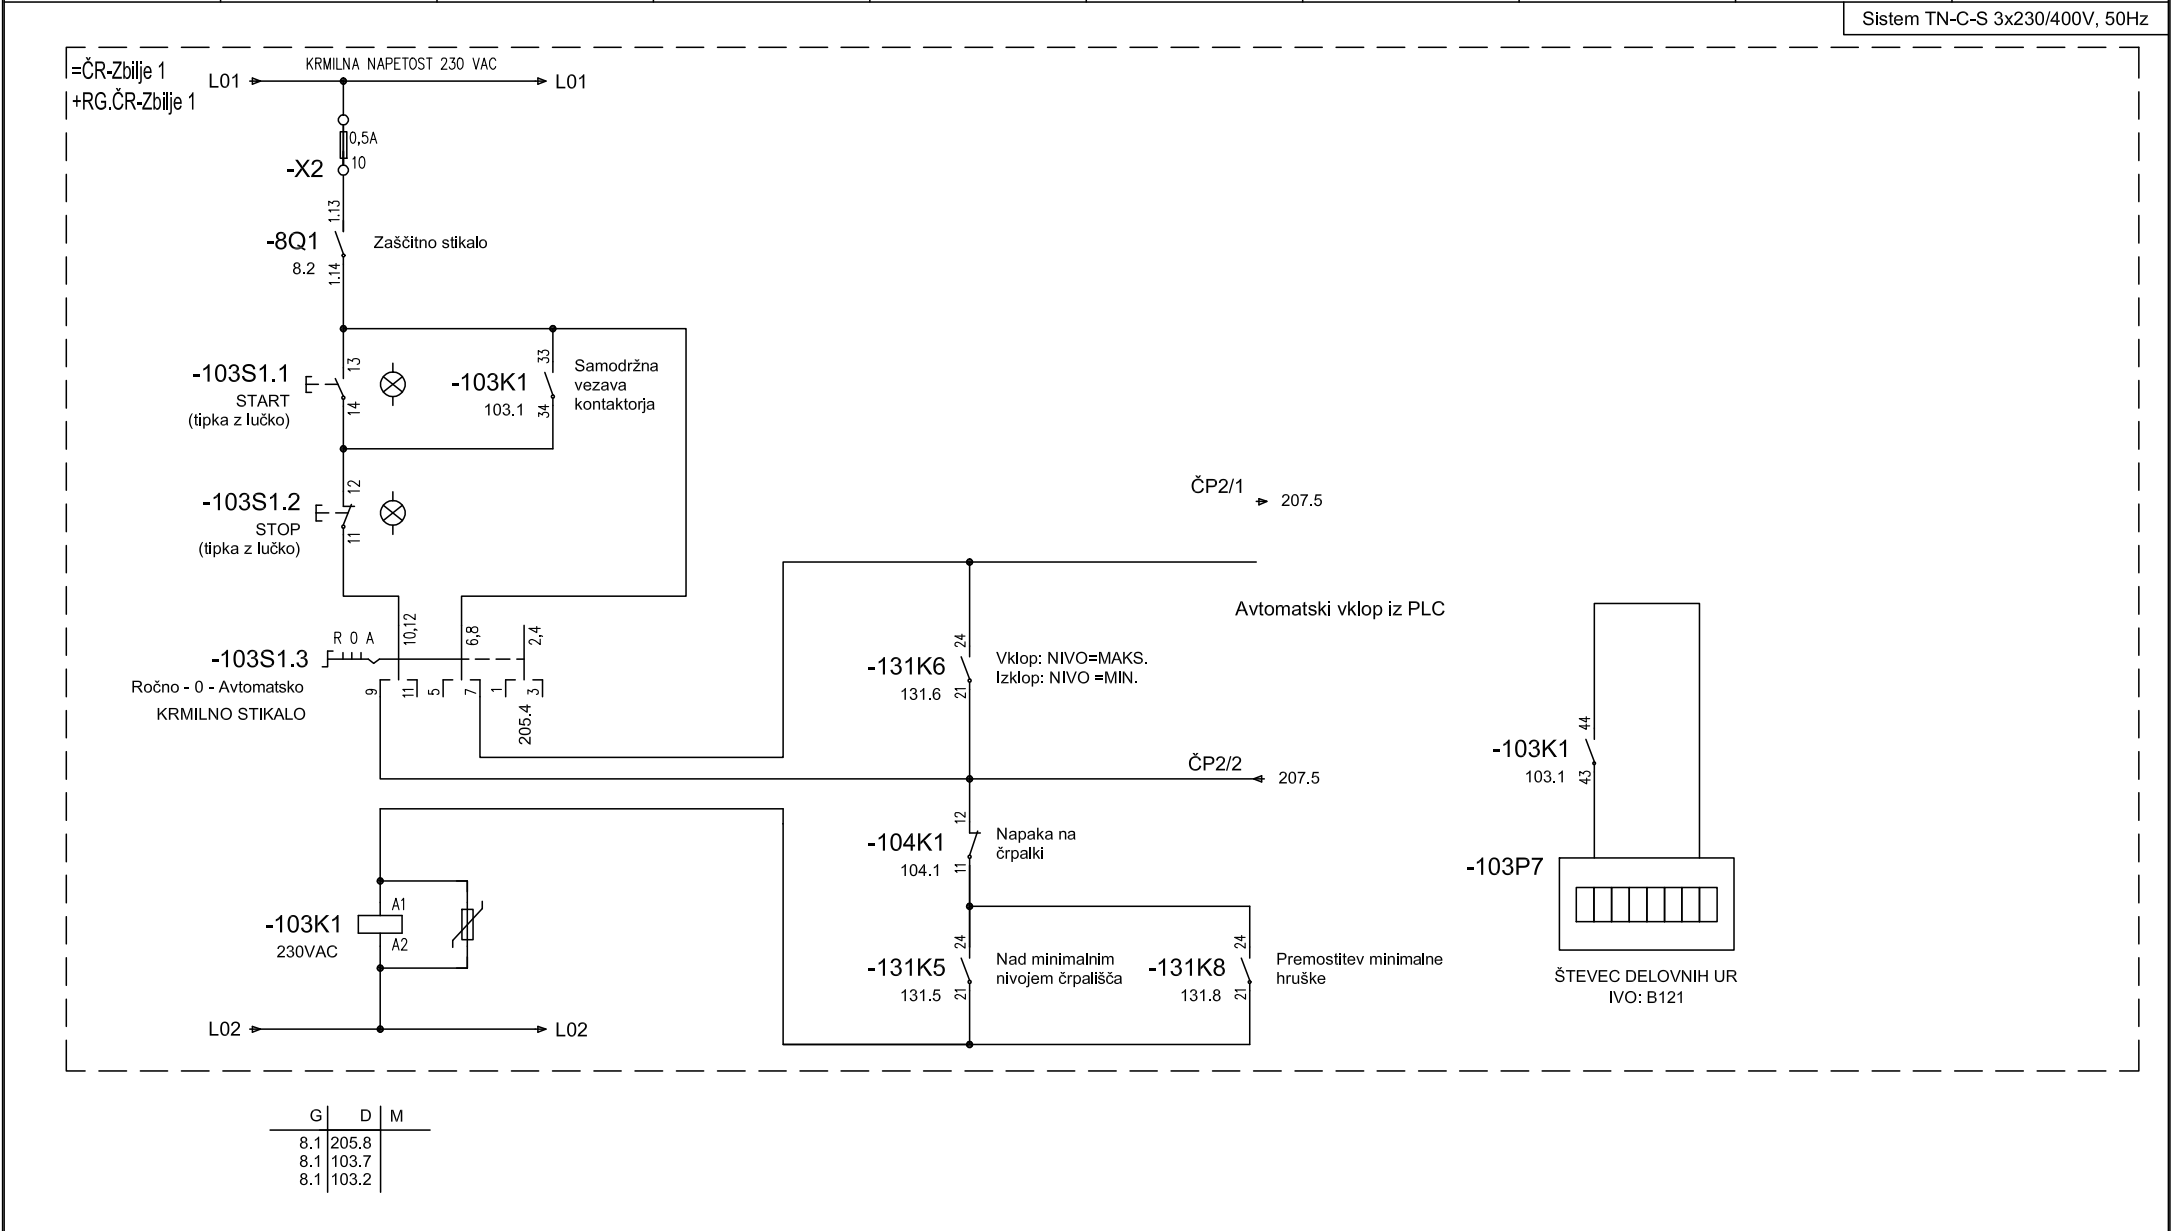 Sistem TN-C-S 3x230/400V, 50Hz
=ČR-Zbilje 1
+RG.ČR-Zbilje 1
KRMILNA NAPETOST 230 VAC
L01
L01
0,5A
10
-X2
1.13
-8Q1
8.2
1.14
Zaščitno stikalo
-103S1.1
START
(tipka z lučko)
13
14
-103K1
103.1
33
34
Samodržna
vezava
kontaktorja
-103S1.2
STOP
(tipka z lučko)
12
11
ČP2/1
207.5
Avtomatski vklop iz PLC
R 0 A
10,12
6,8
2,4
-103S1.3
Ročno - 0 - Avtomatsko
KRMILNO STIKALO
9
11
5
7
1
3
205.4
-131K6
131.6
24
21
Vklop: NIVO=MAKS.
Izklop: NIVO =MIN.
ČP2/2
207.5
-103K1
103.1
44
43
-104K1
104.1
12
11
Napaka na
črpalki
-103P7
-103K1
230VAC
A1
A2
-131K5
131.5
24
21
Nad minimalnim
nivojem črpališča
-131K8
131.8
24
21
Premostitev minimalne
hruške
ŠTEVEC DELOVNIH UR
IVO: B121
L02
L02
G D M
8.1 205.8
8.1 103.7
8.1 103.2